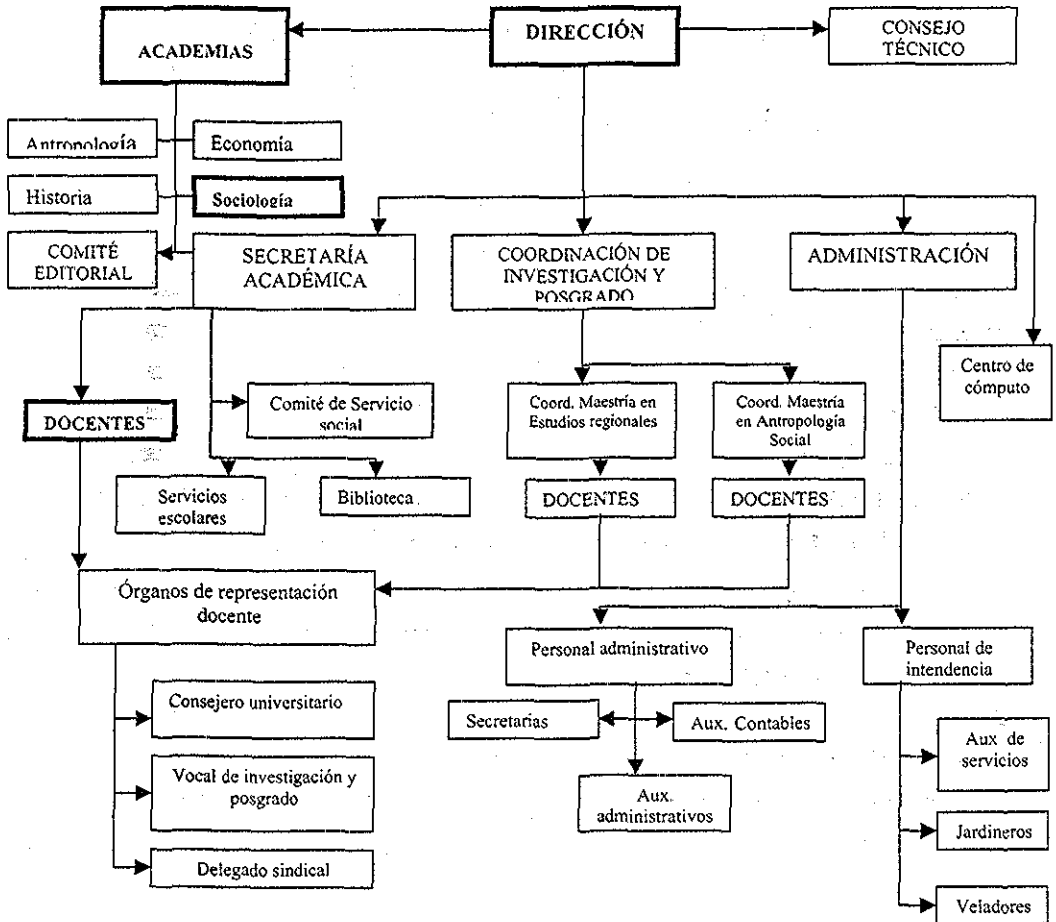 ACADEMIAS
DIRECCIÓN
CONSEJO
TÉCNICO
Antropología
Economía
Historia
Sociología
COMITÉ
EDITORIAL
SECRETARÍA
ACADÉMICA
COORDINACIÓN DE
INVESTIGACIÓN Y
POSGRADO
ADMINISTRACIÓN
Centro de
cómputo
DOCENTES
Comité de Servicio
social
Coord. Maestría en
Estudios regionales
Coord. Maestría
en Antropología
Social
Servicios
escolares
Biblioteca
DOCENTES
DOCENTES
Órganos de representación
docente
Personal administrativo
Personal de
intendencia
Consejero universitario
Secretarias
Aux. Contables
Aux de
servicios
Vocal de investigación y
posgrado
Aux.
administrativos
Jardineros
Delegado sindical
Veladores